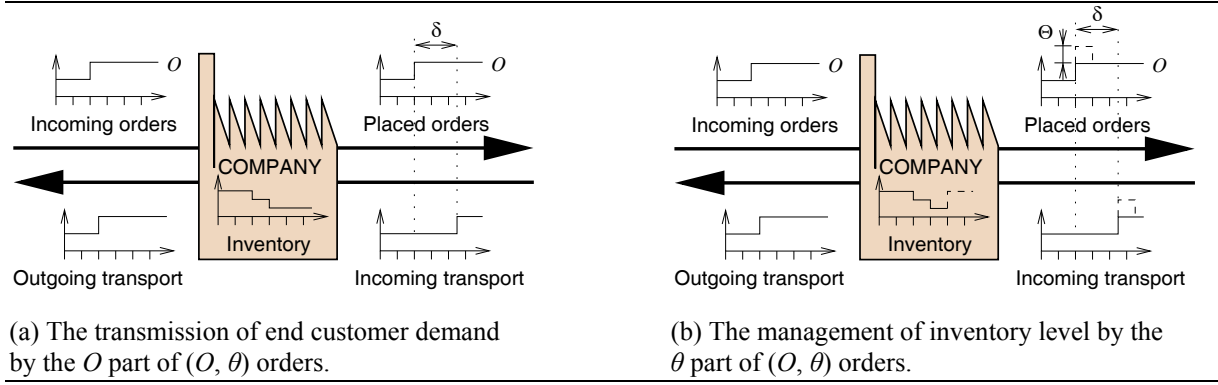 δ
O
O
Incoming orders
Placed orders
COMPANY
Inventory
Outgoing transport
Incoming transport
(a) The transmission of end customer demand
by the O part of (O, θ) orders.
Θ
δ
O
O
Incoming orders
Placed orders
COMPANY
Inventory
Outgoing transport
Incoming transport
(b) The management of inventory level by the
θ part of (O, θ) orders.